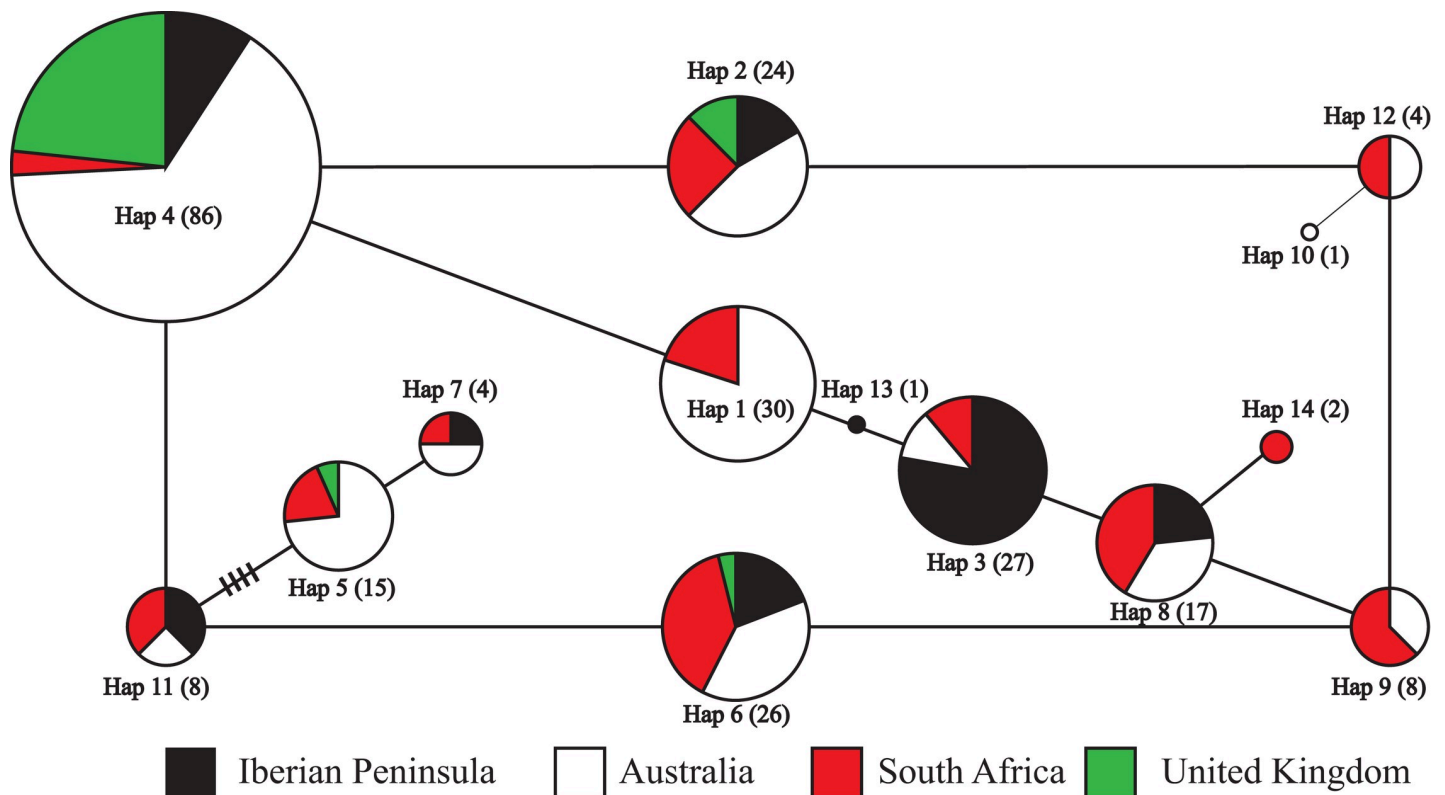 Hap 2 (24)
Hap 12 (4)
Hap 4 (86)
Hap 10 (1)
Hap 7 (4)
Hap 13 (1)
Hap 1 (30)
Hap 14 (2)
Hap 3 (27)
Hap 5 (15)
Hap 8 (17)
Hap 11 (8)
Hap 6 (26)
Hap 9 (8)
Iberian Peninsula
Australia
South Africa
United Kingdom